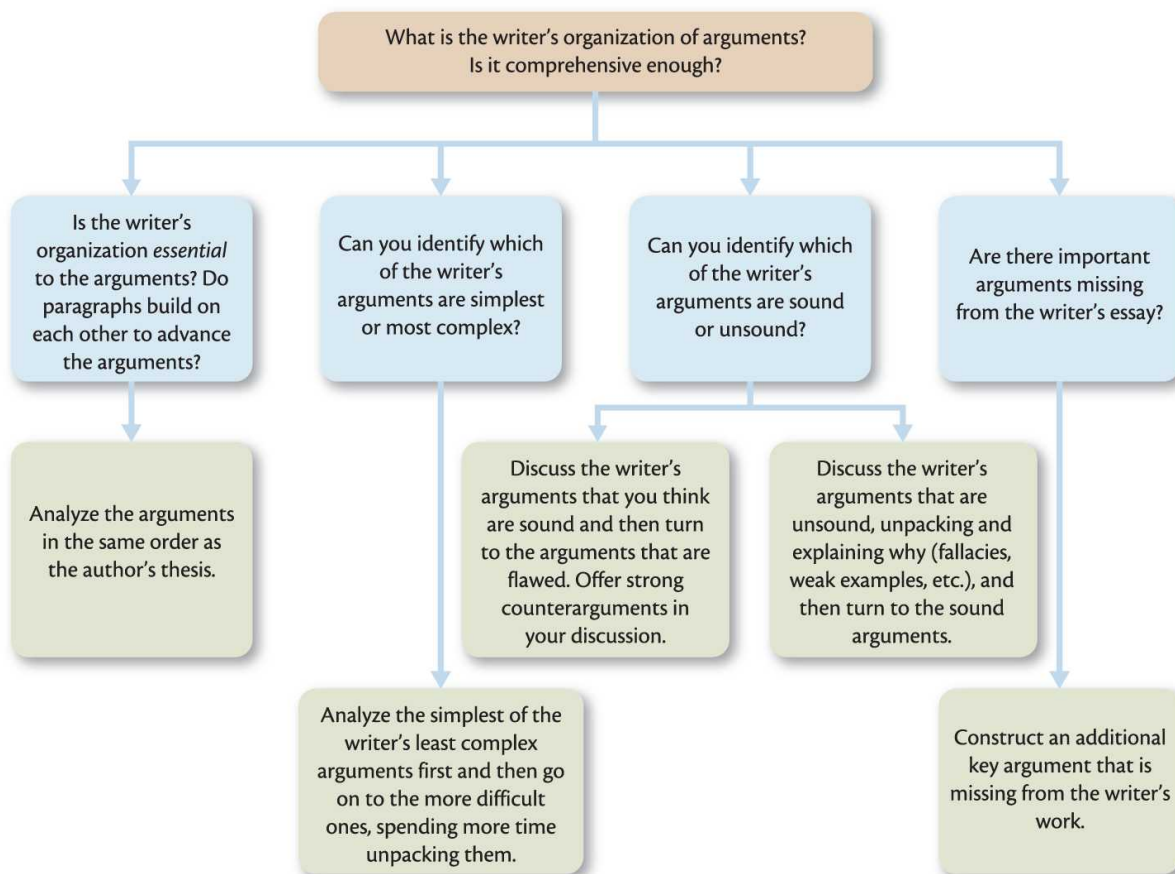 What is the writer’s organization of arguments?
Is it comprehensive enough?
Is the writer’s
organization essential
to the arguments? Do
paragraphs build on
each other to advance
the arguments?
Can you identify which
of the writer’s
arguments are simplest
or most complex?
Can you identify which
of the writer’s
arguments are sound
or unsound?
Are there important
arguments missing
from the writer’s essay?
Analyze the arguments
in the same order as
the author’s thesis.
Discuss the writer’s
arguments that you think
are sound and then turn
to the arguments that are
flawed. Offer strong
counterarguments in
your discussion.
Discuss the writer’s
arguments that are
unsound, unpacking and
explaining why (fallacies,
weak examples, etc.), and
then turn to the sound
arguments.
Analyze the simplest of the
writer’s least complex
arguments first and then go
on to the more difficult
ones, spending more time
unpacking them.
Construct an additional
key argument that is
missing from the writer’s
work.